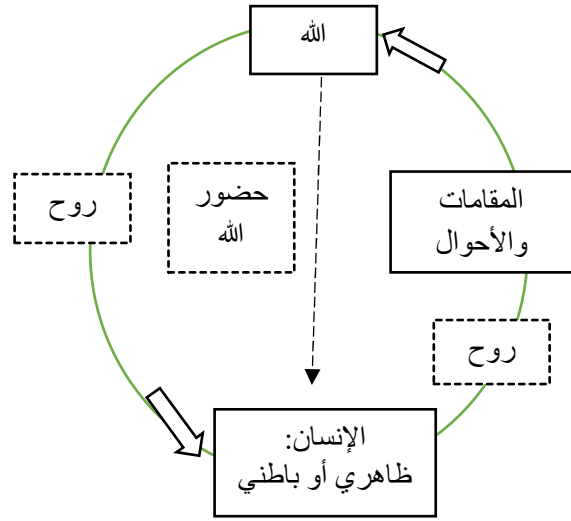 الله
روح
حضور
الله
المقامات
والأحوال
روح
الإنسان:
ظاهري أو باطني